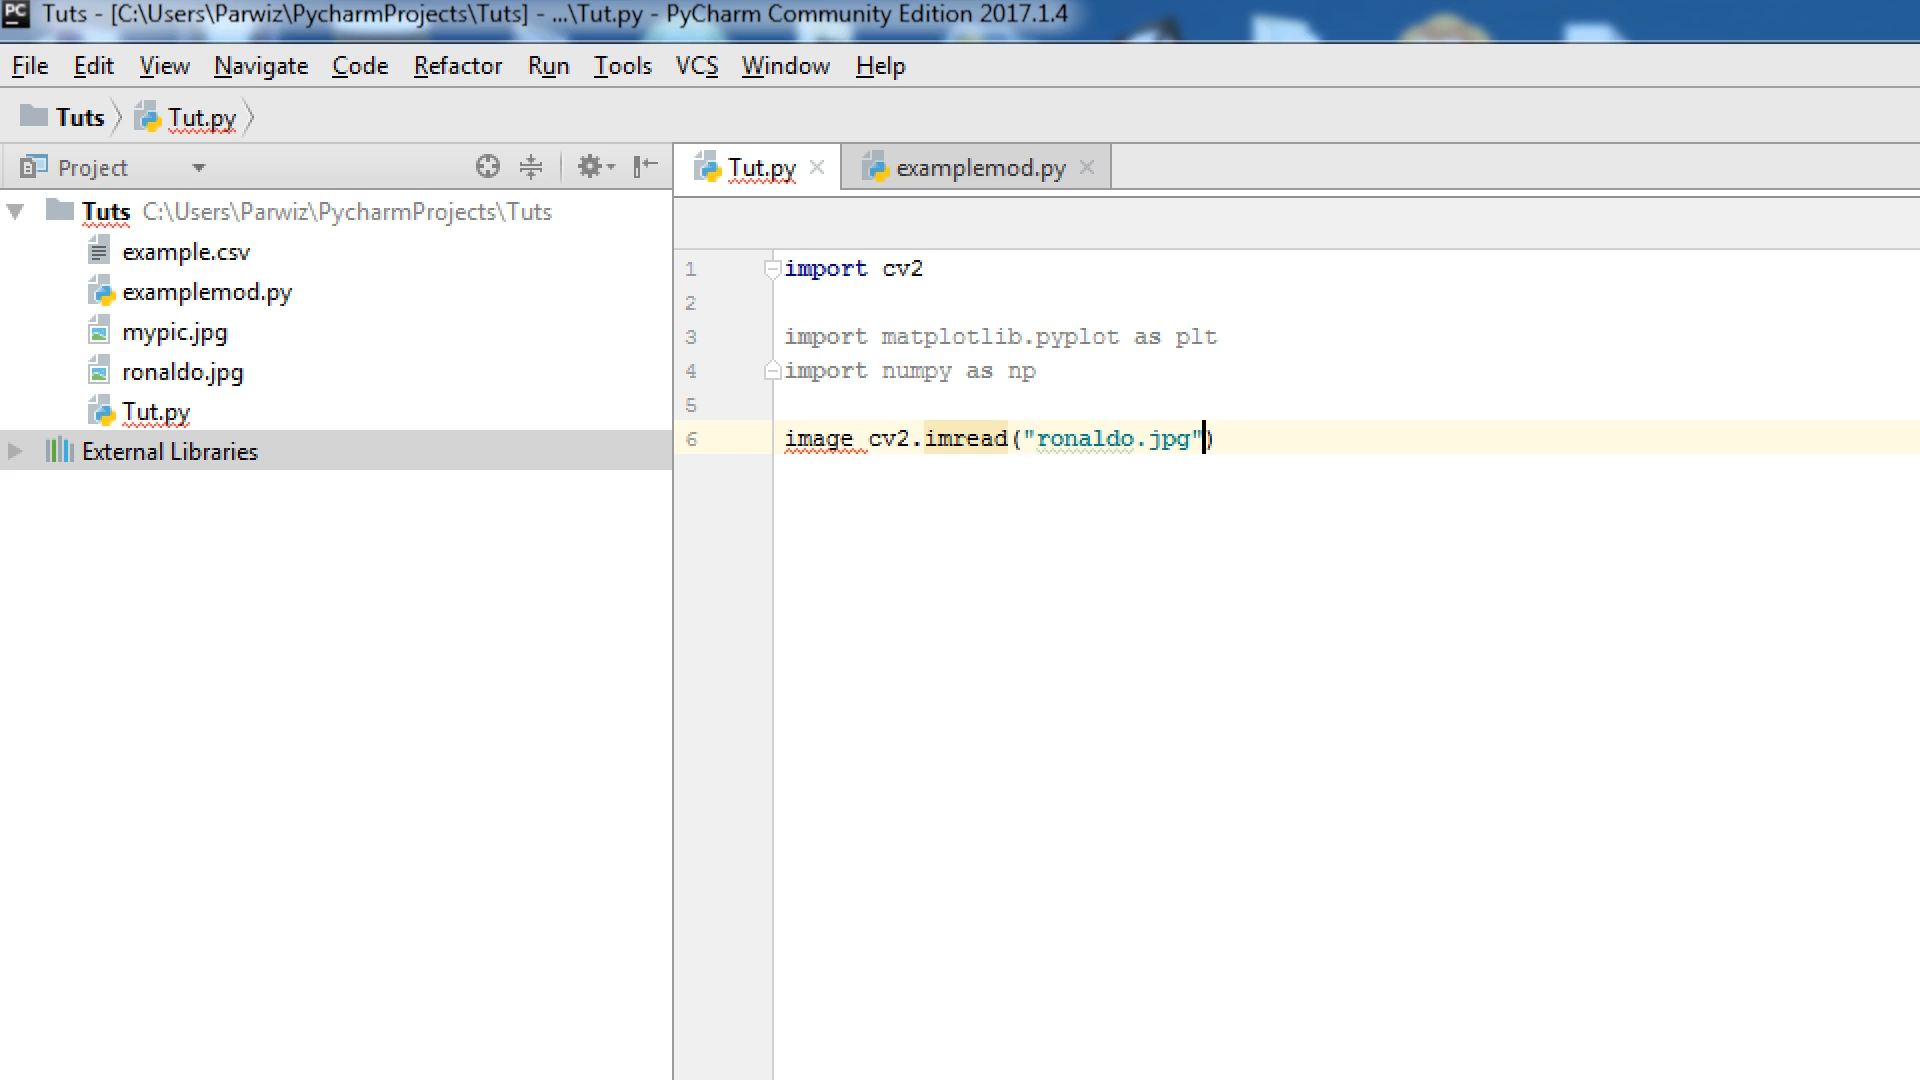 PC Tuts - [C:\Users\Parwiz\PycharmProjects\Tuts] - ...\Tut.py - PyCharm Community Edition 2017.1.4
File Edit View Navigate Code Refactor Run Tools VCS Window Help
Tuts Tut.py
Project
Tut.py examplemod.py
Tuts C:\Users\Parwiz\PycharmProjects\Tuts
example.csv
examplemod.py
mypic.jpg
ronaldo.jpg
Tut.py
External Libraries
1 import cv2
2
3 import matplotlib.pyplot as plt
4 import numpy as np
5
6 image cv2.imread("ronaldo.jpg")